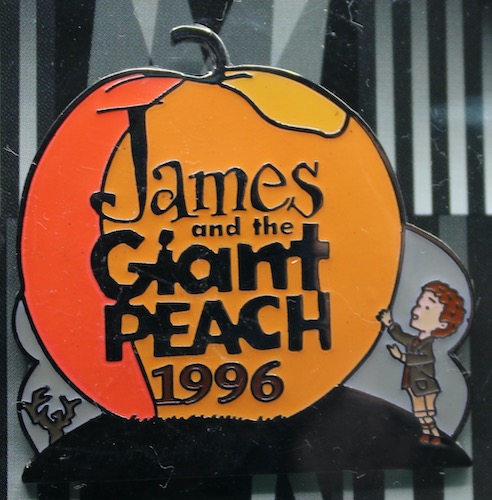 James
and the
Giant
PEACH
1996